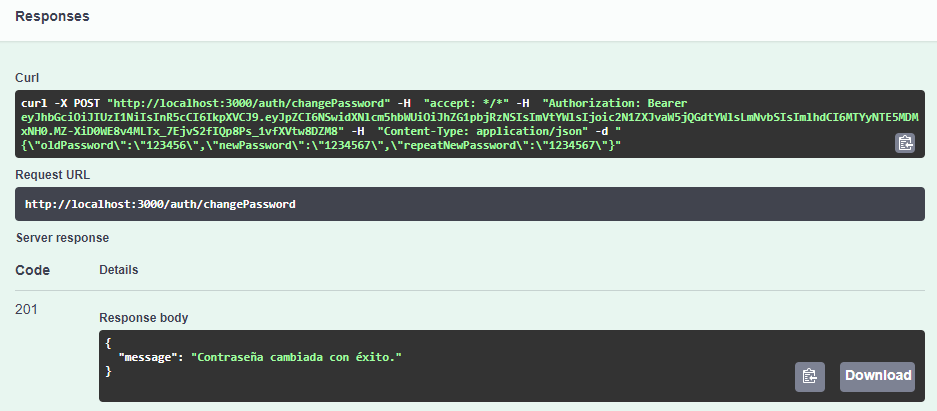 Responses
Curl
curl -X POST "http://localhost:3000/auth/changePassword" -H  "accept: */*" -H  "Authorization: Bearer
eyJhbGciOiJIUzI1NiIsInR5cCI6IkpXVCJ9.eyJpZCI6NSwidXNlcm5hbWUiOiJhZG1pbjRzNSIsImVtYWlsIjoic2N1ZXJvaW5jQGdtYWlsLmNvbSIsImlhdCI6MTYyNTE5MDM
xNH0.MZ-XiD0WE8v4MLTx_7EjvS2fIQp8Ps_1vfXVtw8DZM8" -H  "Content-Type: application/json" -d "
{\"oldPassword\":\"123456\",\"newPassword\":\"1234567\",\"repeatNewPassword\":\"1234567\"}"
Request URL
http://localhost:3000/auth/changePassword
Server response
Code Details
201
Response body
{
"message": "Contraseña cambiada con éxito."
}
Download